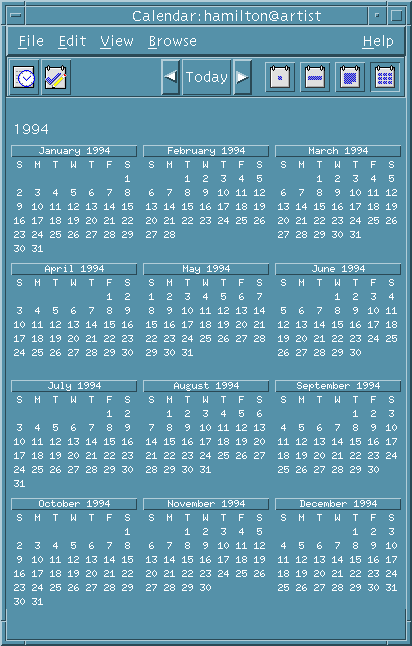 Calendar:hamilton@artist
File Edit View Browse Help
Today
1994
January 1994
S M T W T F S
1
2 3 4 5 6 7 8
9 10 11 12 13 14 15
16 17 18 19 20 21 22
23 24 25 26 27 28 29
30 31
February 1994
S M T W T F S
1 2 3 4 5
6 7 8 9 10 11 12
13 14 15 16 17 18 19
20 21 22 23 24 25 26
27 28
March 1994
S M T W T F S
1 2 3 4 5
6 7 8 9 10 11 12
13 14 15 16 17 18 19
20 21 22 23 24 25 26
27 28 29 30 31
April 1994
S M T W T F S
1 2
3 4 5 6 7 8 9
10 11 12 13 14 15 16
17 18 19 20 21 22 23
24 25 26 27 28 29 30
May 1994
S M T W T F S
1 2 3 4 5 6 7
8 9 10 11 12 13 14
15 16 17 18 19 20 21
22 23 24 25 26 27 28
29 30 31
June 1994
S M T W T F S
1 2 3 4
5 6 7 8 9 10 11
12 13 14 15 16 17 18
19 20 21 22 23 24 25
26 27 28 29 30
July 1994
S M T W T F S
1 2
3 4 5 6 7 8 9
10 11 12 13 14 15 16
17 18 19 20 21 22 23
24 25 26 27 28 29 30
31
August 1994
S M T W T F S
1 2 3 4 5 6
7 8 9 10 11 12 13
14 15 16 17 18 19 20
21 22 23 24 25 26 27
28 29 30 31
September 1994
S M T W T F S
1 2 3
4 5 6 7 8 9 10
11 12 13 14 15 16 17
18 19 20 21 22 23 24
25 26 27 28 29 30
October 1994
S M T W T F S
1
2 3 4 5 6 7 8
9 10 11 12 13 14 15
16 17 18 19 20 21 22
23 24 25 26 27 28 29
30 31
November 1994
S M T W T F S
1 2 3 4 5
6 7 8 9 10 11 12
13 14 15 16 17 18 19
20 21 22 23 24 25 26
27 28 29 30
December 1994
S M T W T F S
1 2 3
4 5 6 7 8 9 10
11 12 13 14 15 16 17
18 19 20 21 22 23 24
25 26 27 28 29 30 31